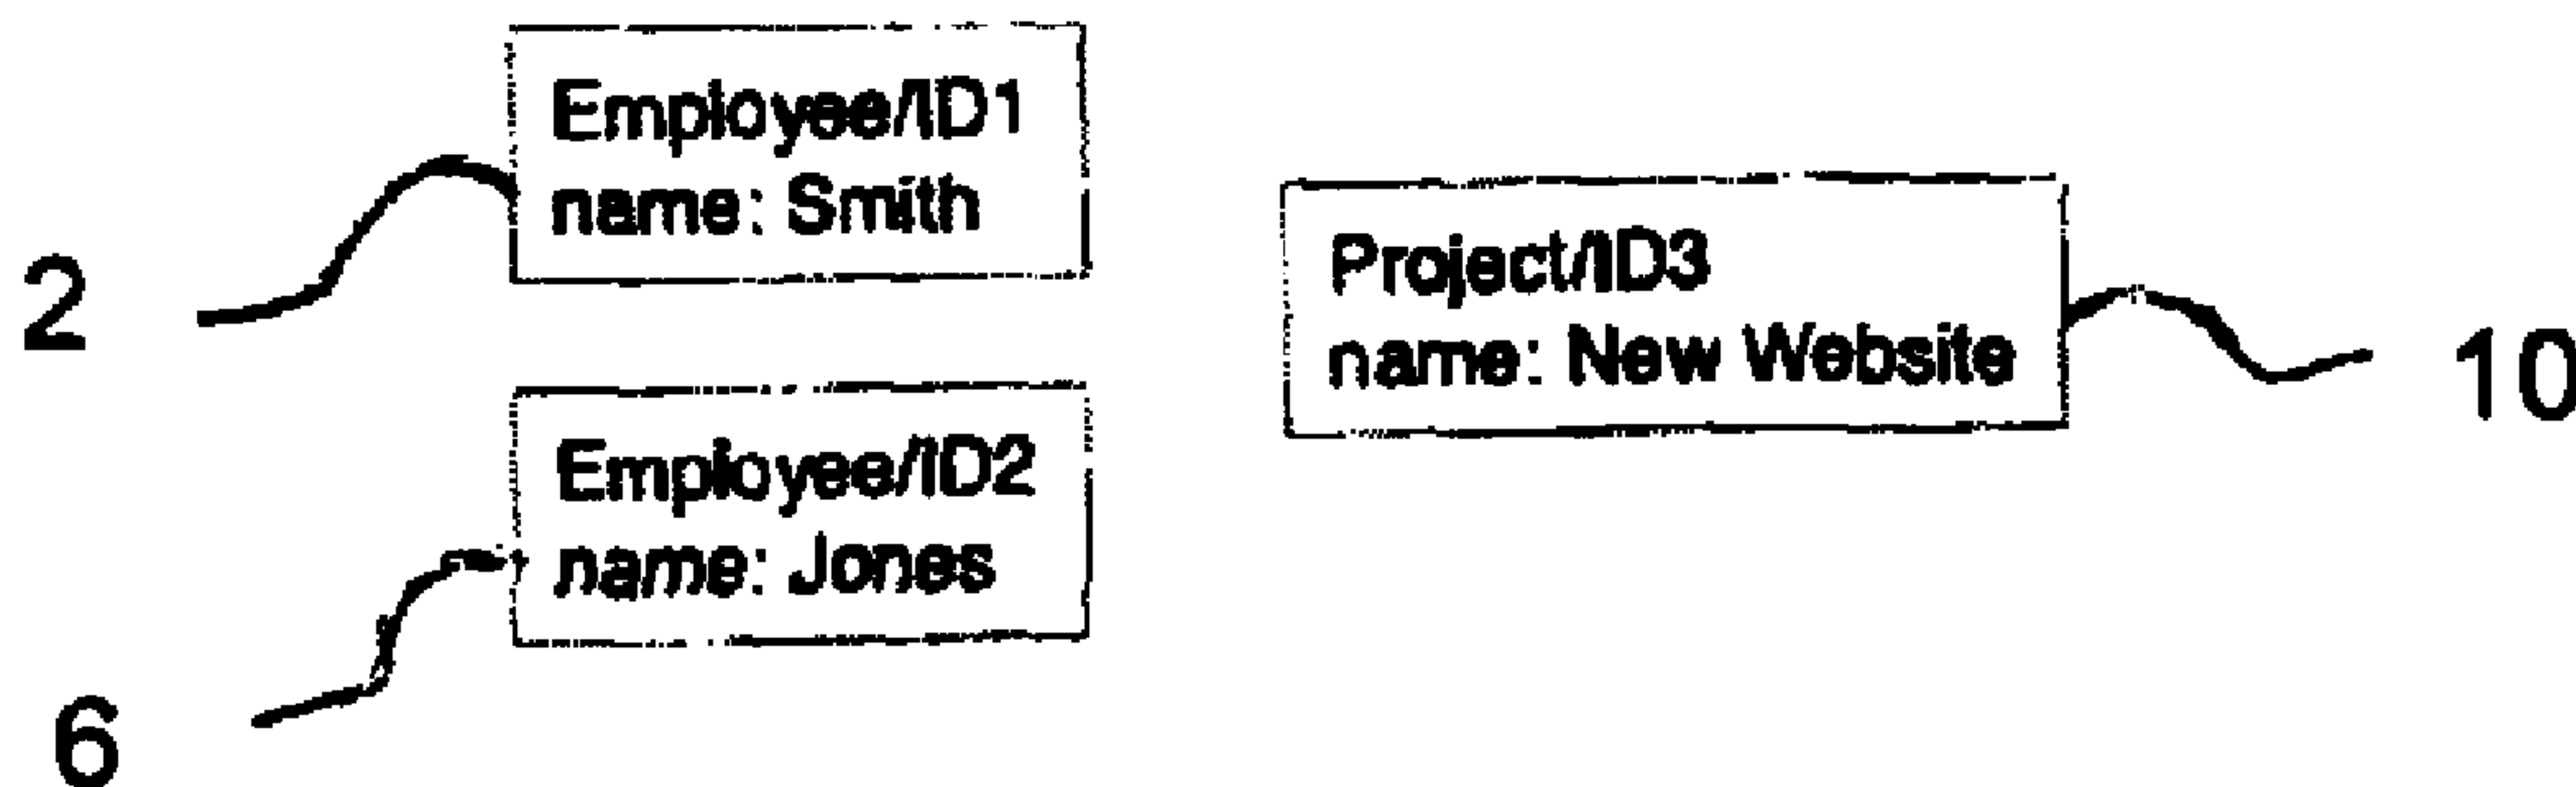 Employee/ID1
name: Smith
2
Project/ID3
name: New Website
10
Employee/ID2
name: Jones
6